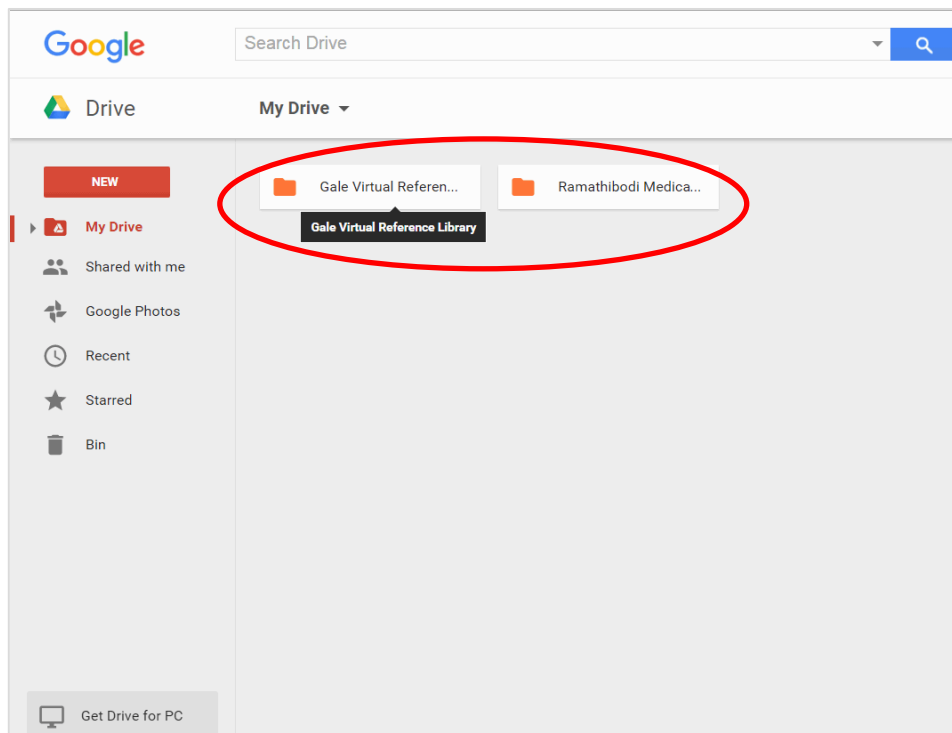 Google
Search Drive
Drive
My Drive
NEW
My Drive
Shared with me
Google Photos
Recent
Starred
Bin
Get Drive for PC
Gale Virtual Referen...
Ramathibodi Medica...
Gale Virtual Reference Library